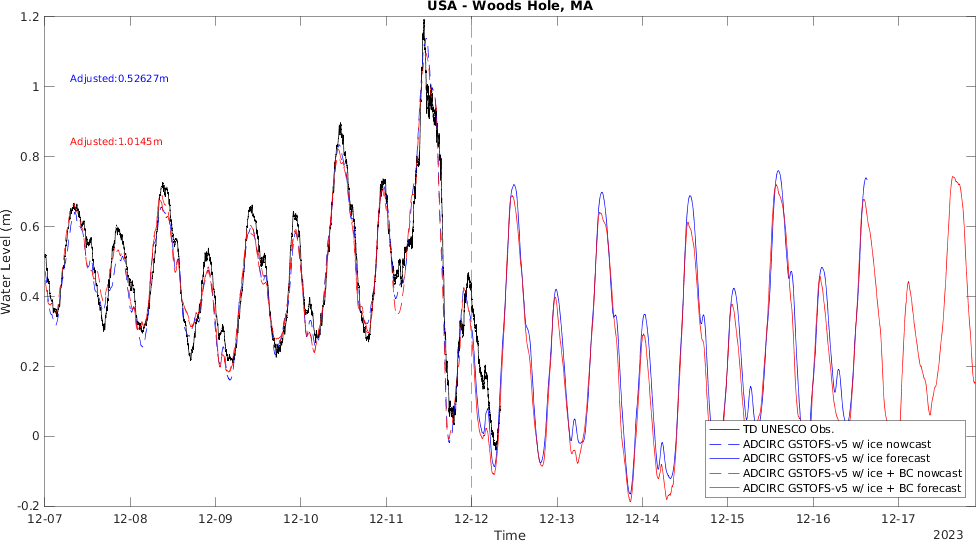 USA - Woods Hole, MA
1.2
1
0.8
0.6
0.4
0.2
0
-0.2
Water Level (m)
Adjusted:0.52627m
Adjusted:1.0145m
TD UNESCO Obs.
ADCIRC GSTOFS-v5 w/ ice nowcast
ADCIRC GSTOFS-v5 w/ ice forecast
ADCIRC GSTOFS-v5 w/ ice + BC nowcast
ADCIRC GSTOFS-v5 w/ ice + BC forecast
12-07 12-08 12-09 12-10 12-11 12-12 12-13 12-14 12-15 12-16 12-17
Time
2023